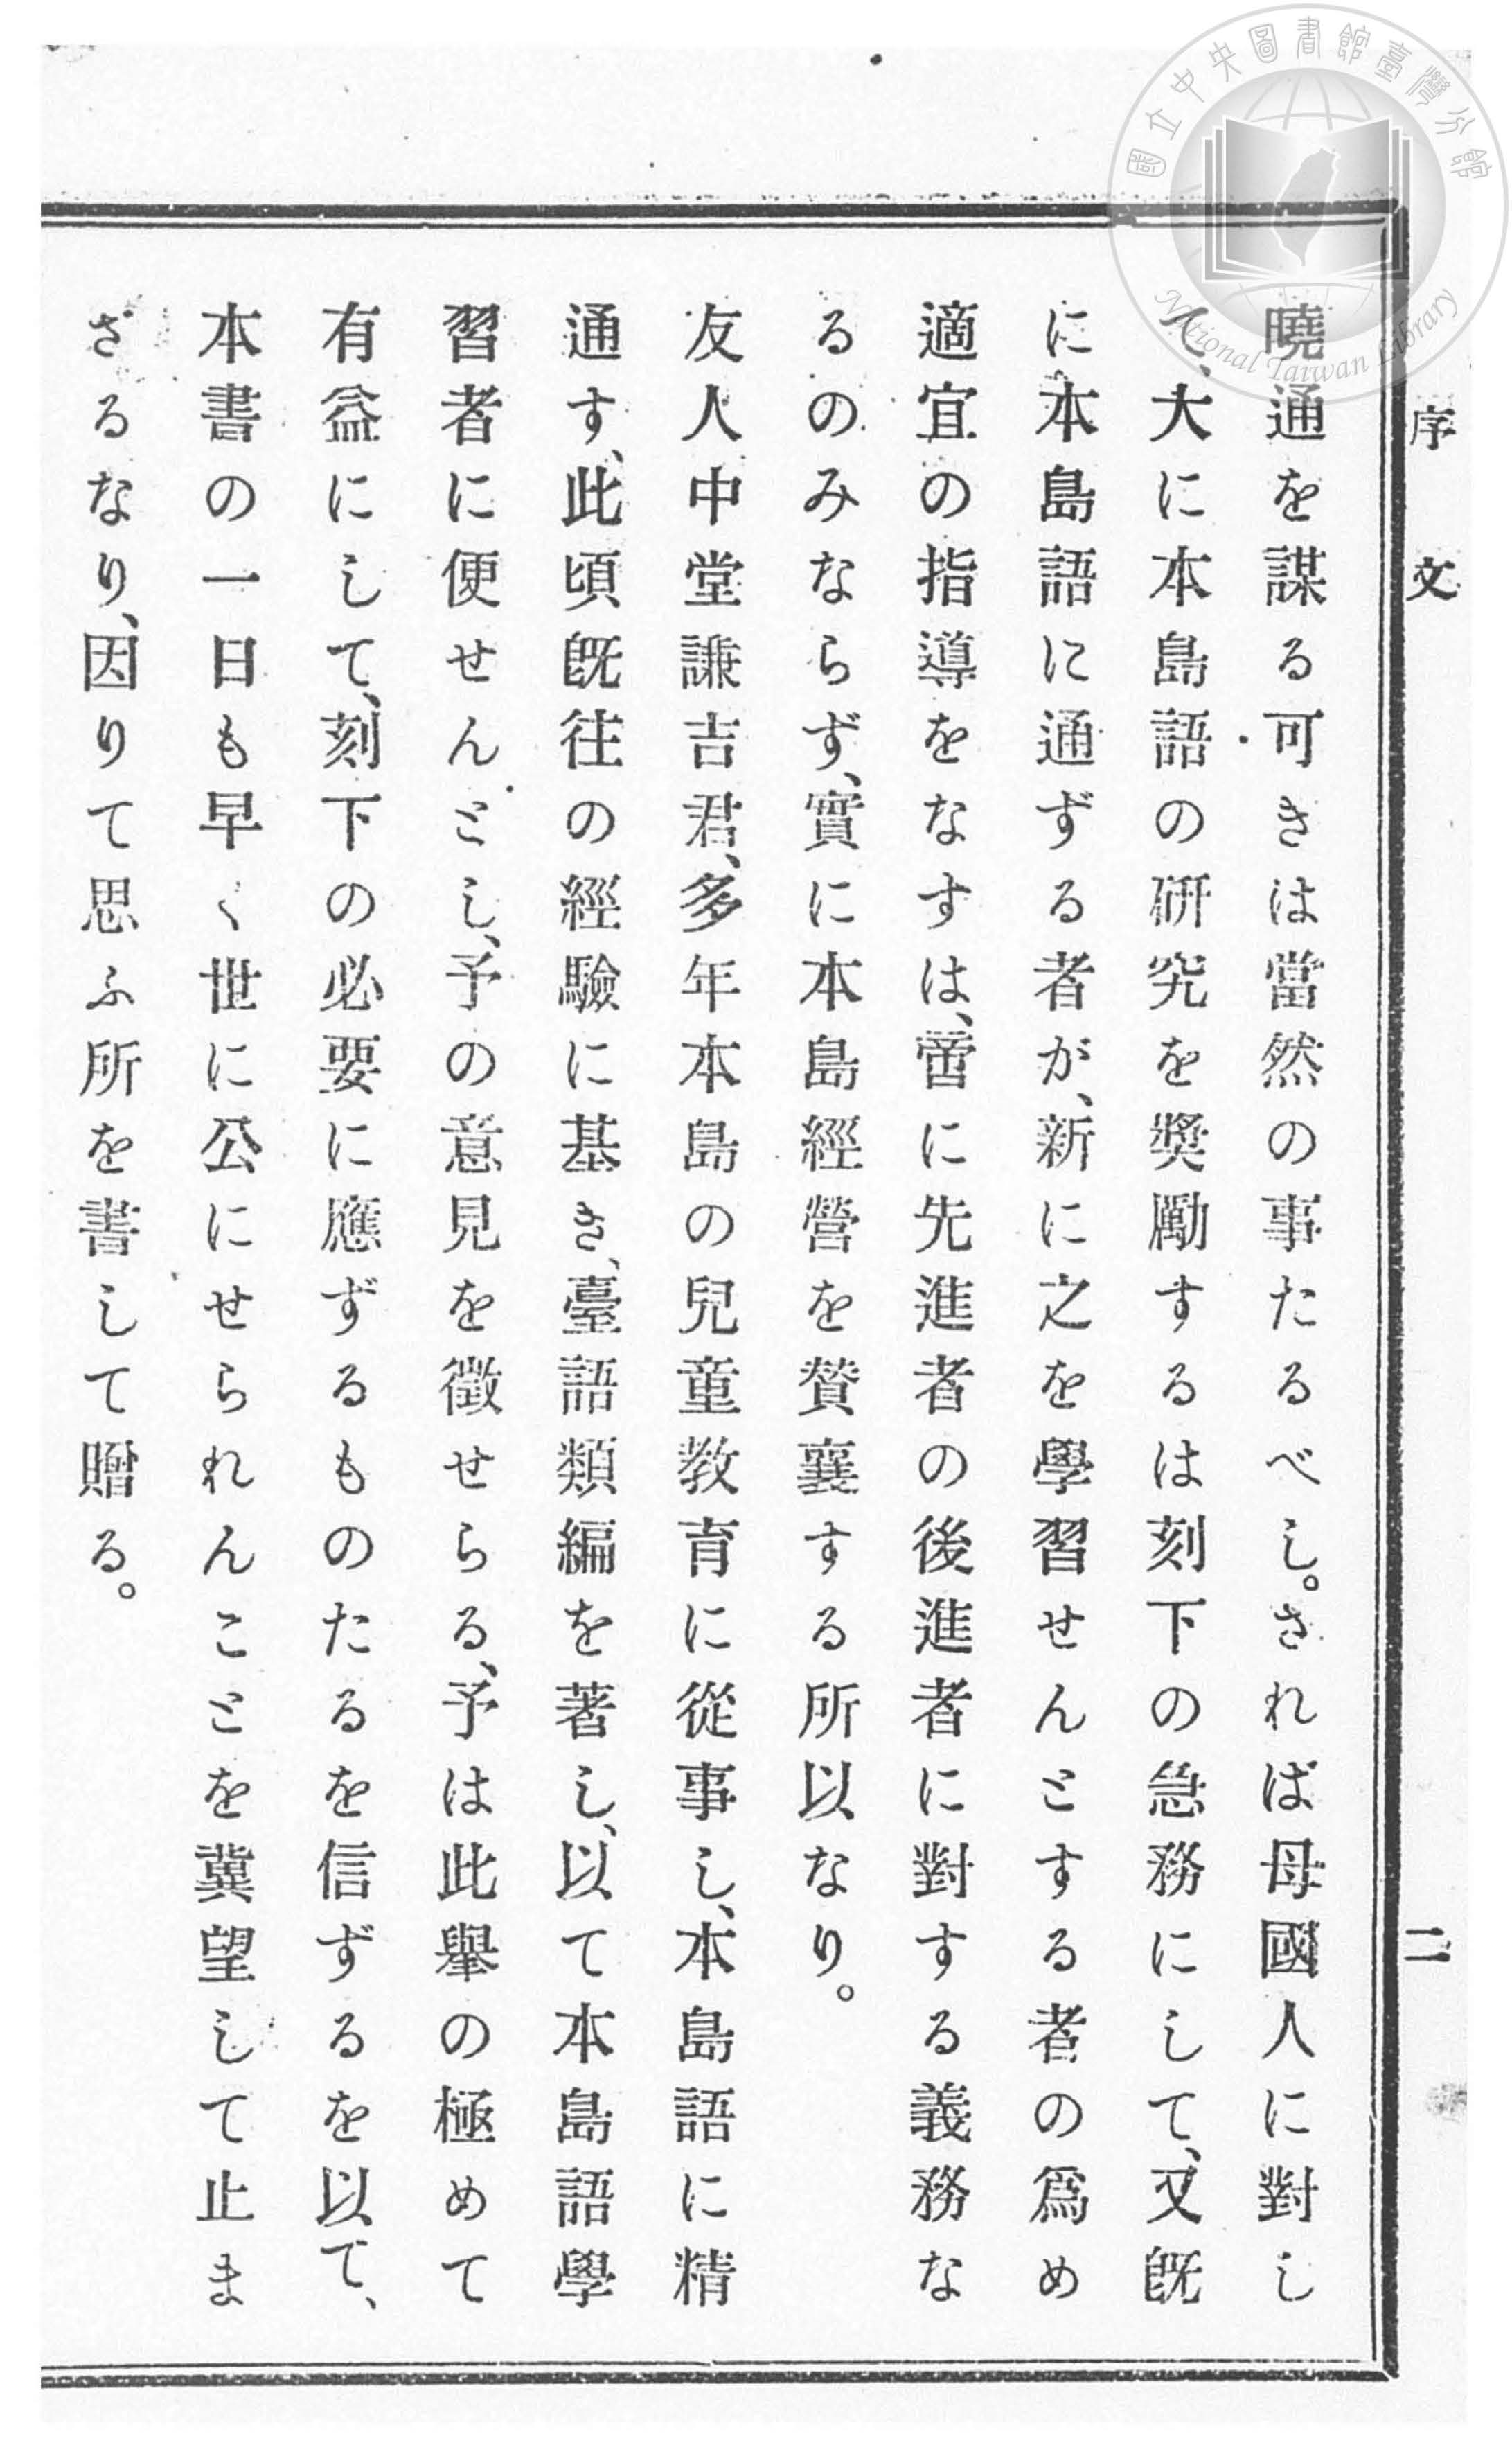 國立中央圖書館臺灣分館
National Taiwan Library
序文
二
曉通を謀る可きは當然の事たるべし。されば母國人に對し
て、大に本島語の研究を奬勵するは刻下の急務にして、又既
に本島語に通ずる者が、新に之を學習せんとする者の爲め
適宜の指導をなすは、啻に先進者の後進者に對する義務な
るのみならず、實に本島經營を賛襄する所以なり。
友人中堂謙吉君、多年本島の兒童教育に從事し、本島語に精
通す、此頃既往の經驗に基き、臺語類編を著し、以て本島語學
習者に便せんとし、予の意見を徵せらる、予は此擧の極めて
有益にして、刻下の必要に應ずるものたるを信ずるを以て、
本書の一日も早く世に公にせられんことを冀望して止ま
ざるなり、因りて思ふ所を書して贈る。